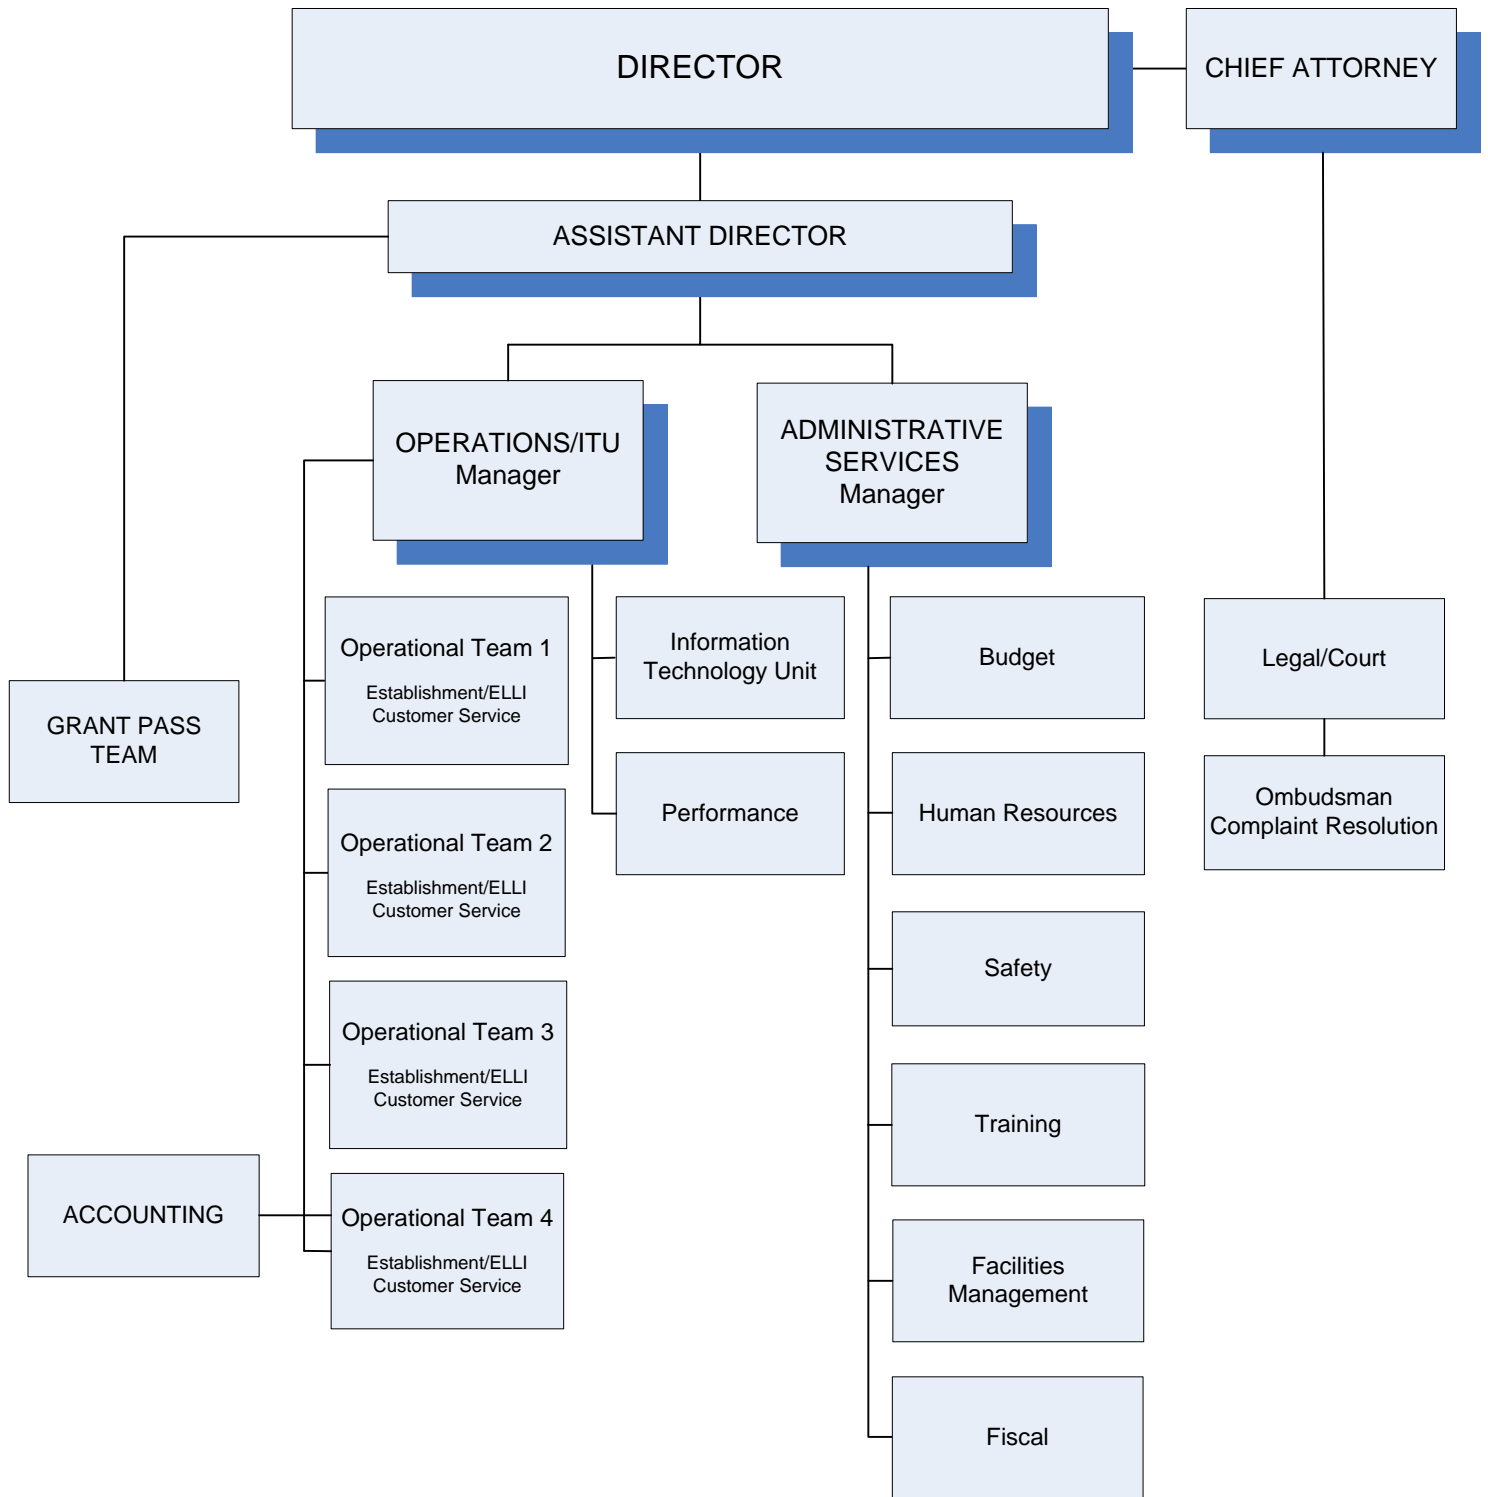 DIRECTOR
CHIEF ATTORNEY
ASSISTANT DIRECTOR
OPERATIONS/ITU
Manager
ADMINISTRATIVE
SERVICES
Manager
GRANT PASS
TEAM
Operational Team 1
Establishment/ELLI
Customer Service
Information
Technology Unit
Budget
Legal/Court
Operational Team 2
Establishment/ELLI
Customer Service
Performance
Human Resources
Ombudsman
Complaint Resolution
Operational Team 3
Establishment/ELLI
Customer Service
Safety
Training
ACCOUNTING
Operational Team 4
Establishment/ELLI
Customer Service
Facilities
Management
Fiscal